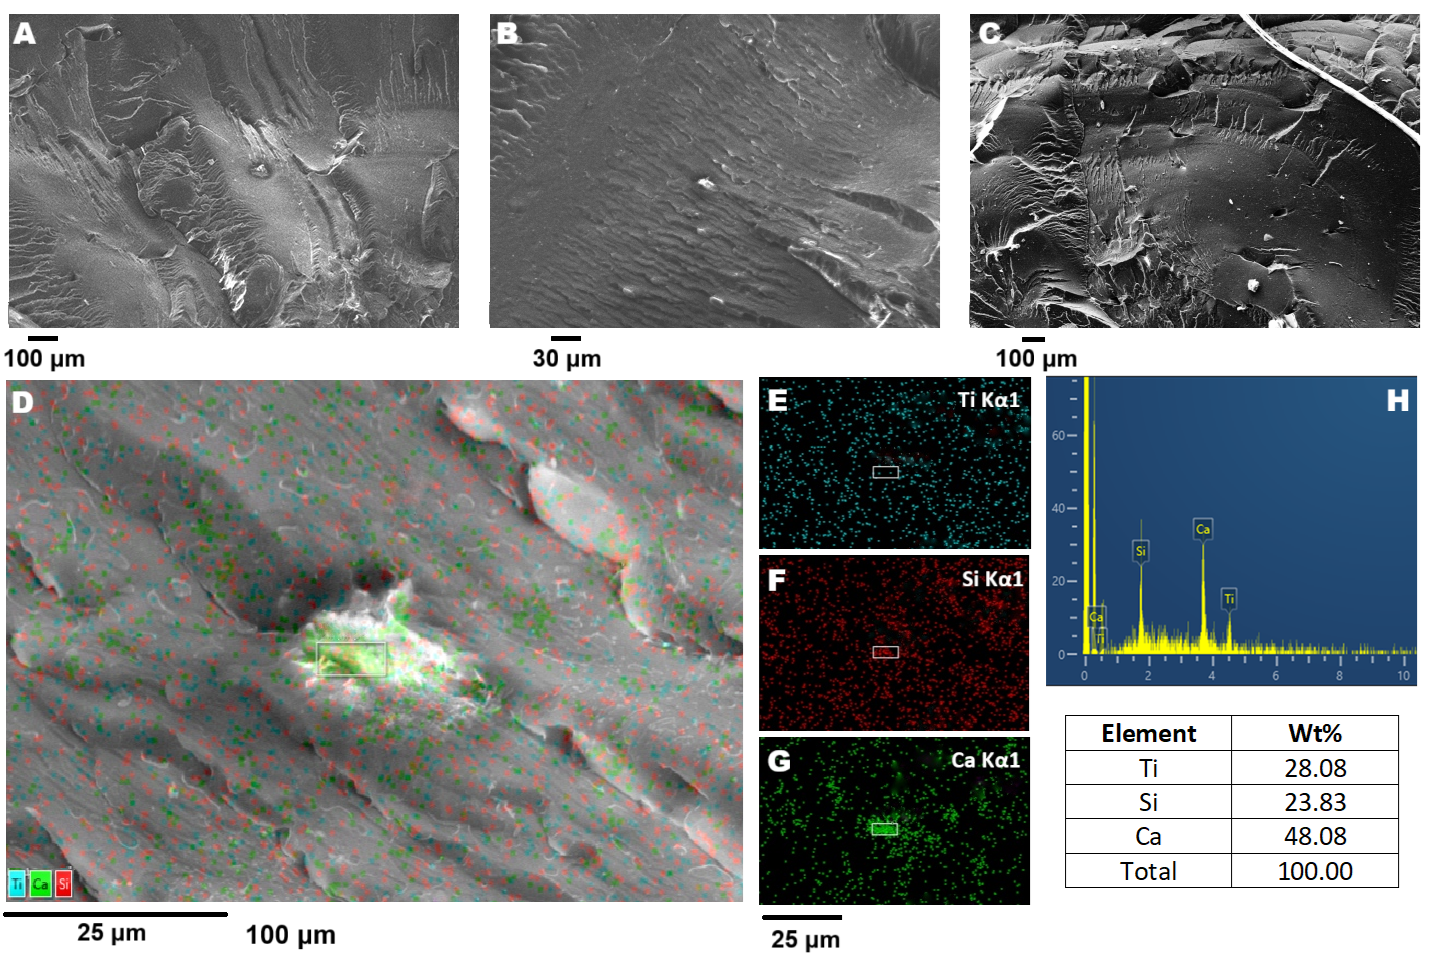 A
B
C
100 µm
30 µm
100 µm
D
Ti Ca Si
25 µm
100 µm
E
Ti Kα1
F
Si Kα1
G
Ca Kα1
25 µm
H
60
40
20
0
Si
Ca
Ti
Ca
Ti
0 2 4 6 8 10
Element Wt%
Ti 28.08
Si 23.83
Ca 48.08
Total 100.00